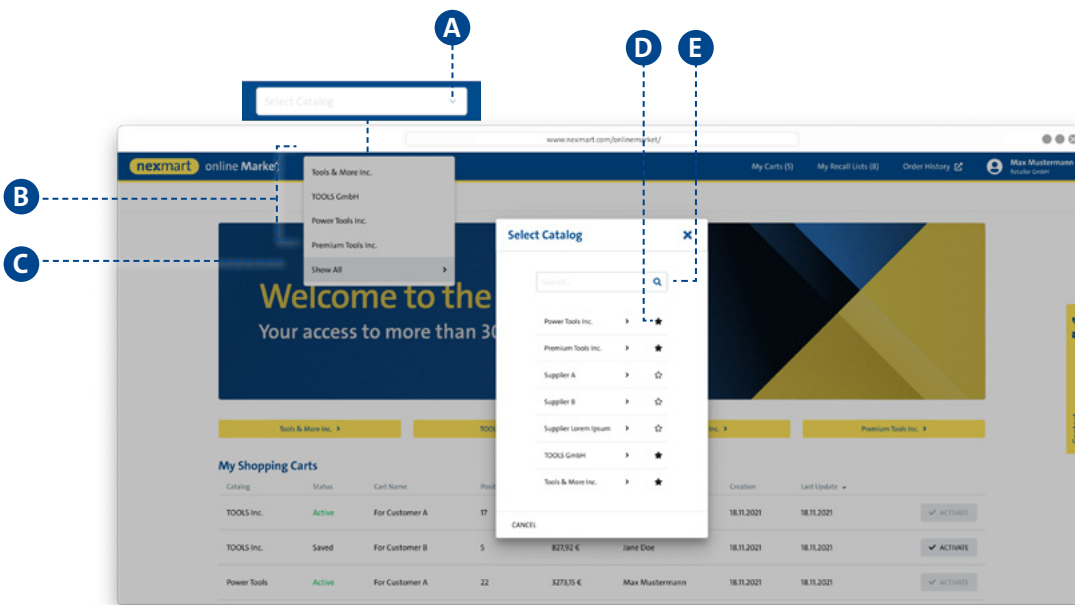 A
D
E
Select Catalog
www.nexmart.com/onlinemarket/
nexmart online Marke
My Carts (5)
My Recall Lists (8)
Order History
Max Mustermann
Retailer GmbH
B
Tools & More Inc.
TOOLS GmbH
Power Tools Inc.
Premium Tools Inc.
Show All
C
Select Catalog
Search...
Power Tools Inc.
Premium Tools Inc.
Supplier A
Supplier B
Supplier Lorem Ipsum
TOOLS GmbH
Tools & More Inc.
CANCEL
Welcome to the
Your access to more than 30
Tools & More Inc.
TOO
nc.
Premium Tools Inc.
My Shopping Carts
Catalog Status Cart Name Posit Creation Last Update
TOOLS Inc. Active For Customer A 17 18.11.2021 18.11.2021 ACTIVATE
TOOLS Inc. Saved For Customer B 5 827,92 € Jane Doe 18.11.2021 18.11.2021 ACTIVATE
Power Tools Active For Customer A 22 3273,15 € Max Mustermann 18.11.2021 18.11.2021 ACTIVATE